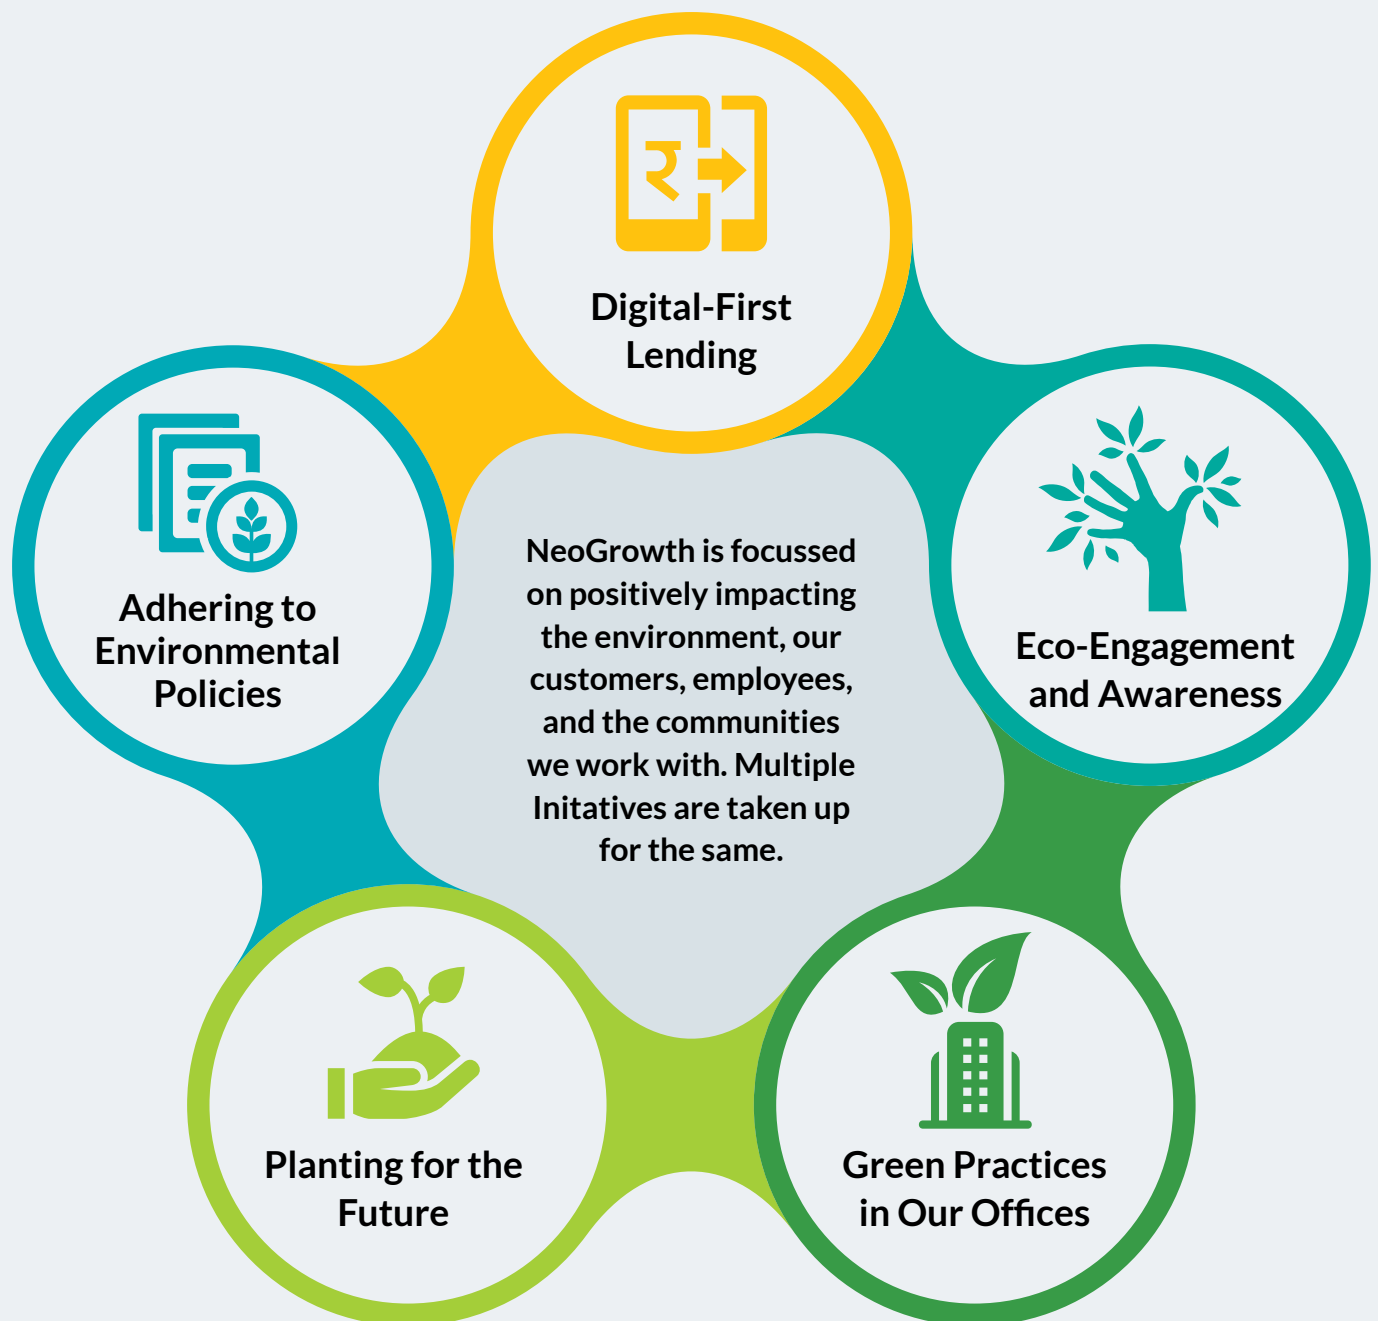 ₹
Digital-First
Lending
Adhering to
Environmental
Policies
NeoGrowth is focussed
on positively impacting
the environment, our
customers, employees,
and the communities
we work with. Multiple
Initatives are taken up
for the same.
Eco-Engagement
and Awareness
Planting for the
Future
Green Practices
in Our Offices